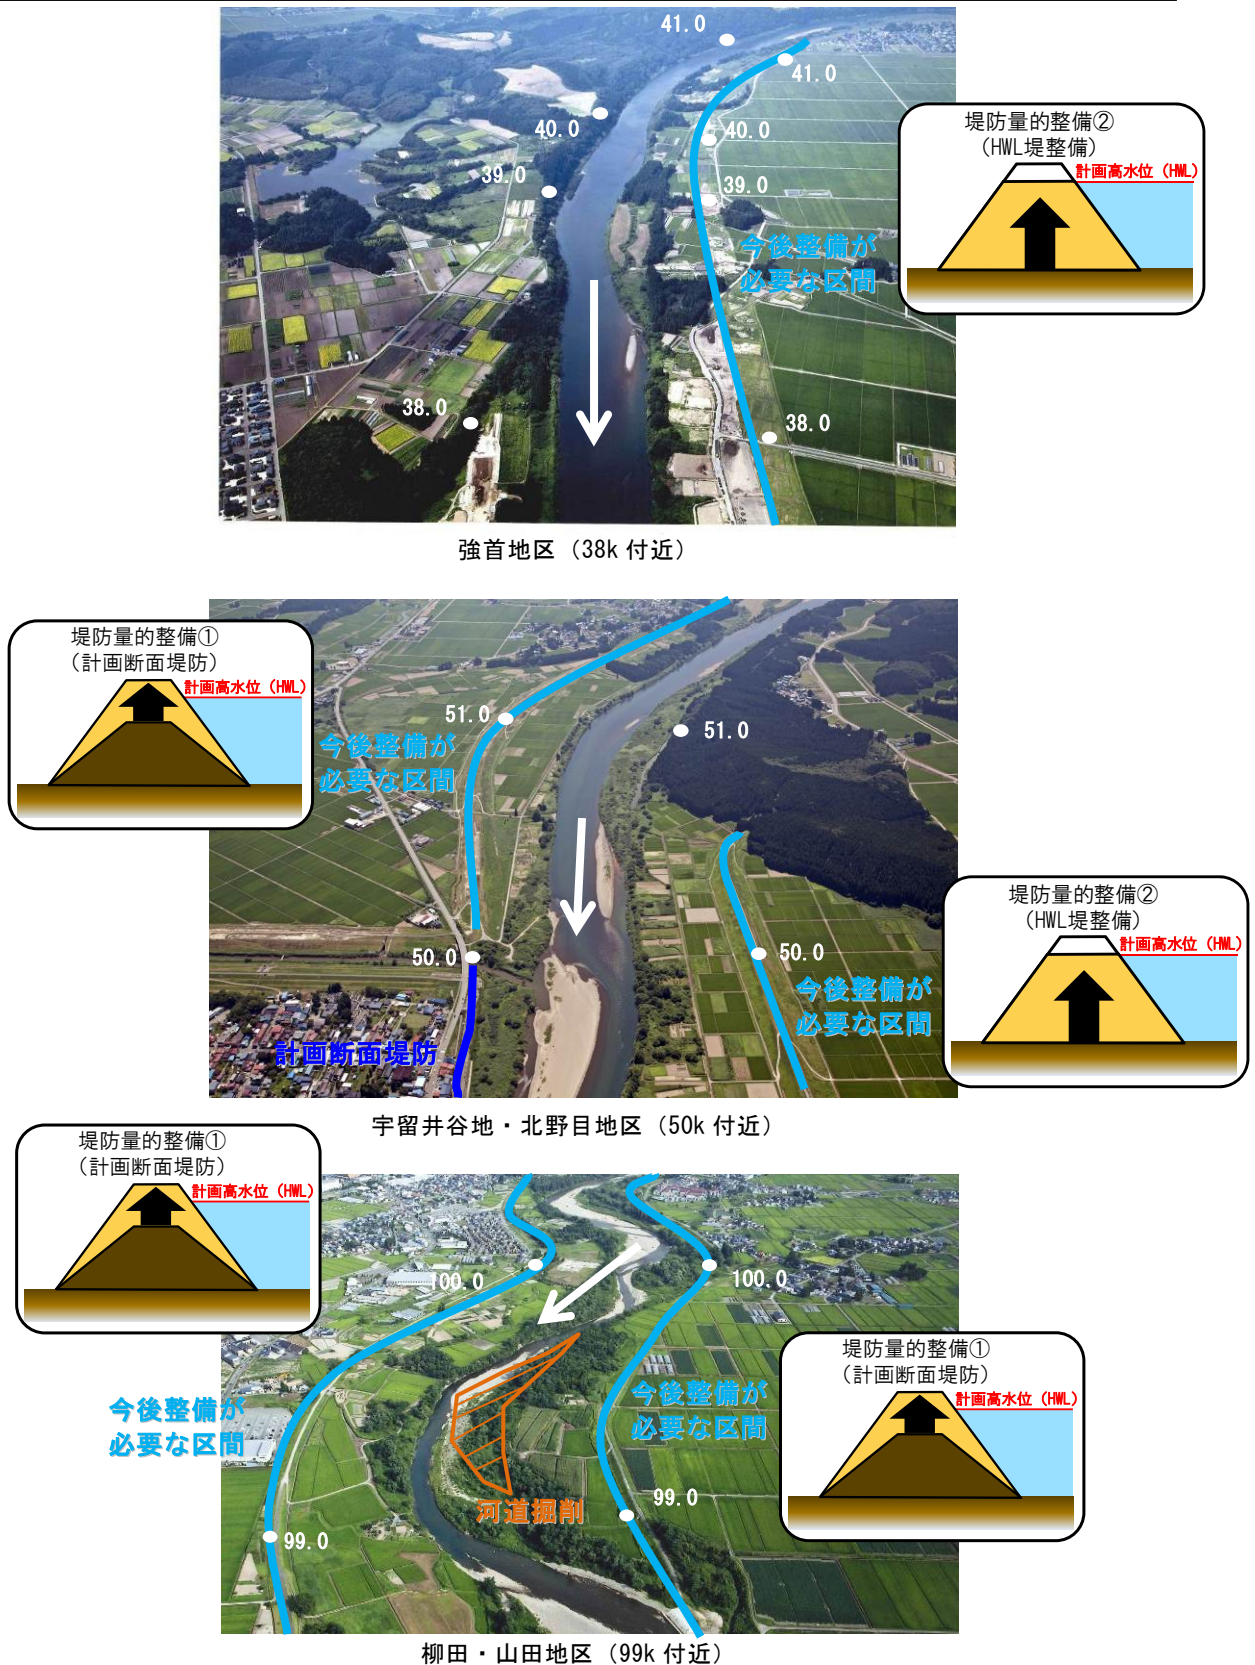 41.0
41.0
40.0
40.0
39.0
39.0
今後整備が
必要な区間
38.0
38.0
堤防量的整備②
(HWL堤整備)
計画高水位 (HWL)
強首地区 (38k 付近)
堤防量的整備①
(計画断面堤防)
計画高水位 (HWL)
51.0
51.0
今後整備が
必要な区間
50.0
50.0
今後整備が
必要な区間
計画断面堤防
堤防量的整備②
(HWL堤整備)
計画高水位 (HWL)
宇留井谷地・北野目地区 (50k 付近)
堤防量的整備①
(計画断面堤防)
計画高水位 (HWL)
100.0
100.0
今後整備が
必要な区間
今後整備が
必要な区間
堤防量的整備①
(計画断面堤防)
計画高水位 (HWL)
河道掘削
99.0
99.0
柳田・山田地区 (99k 付近)